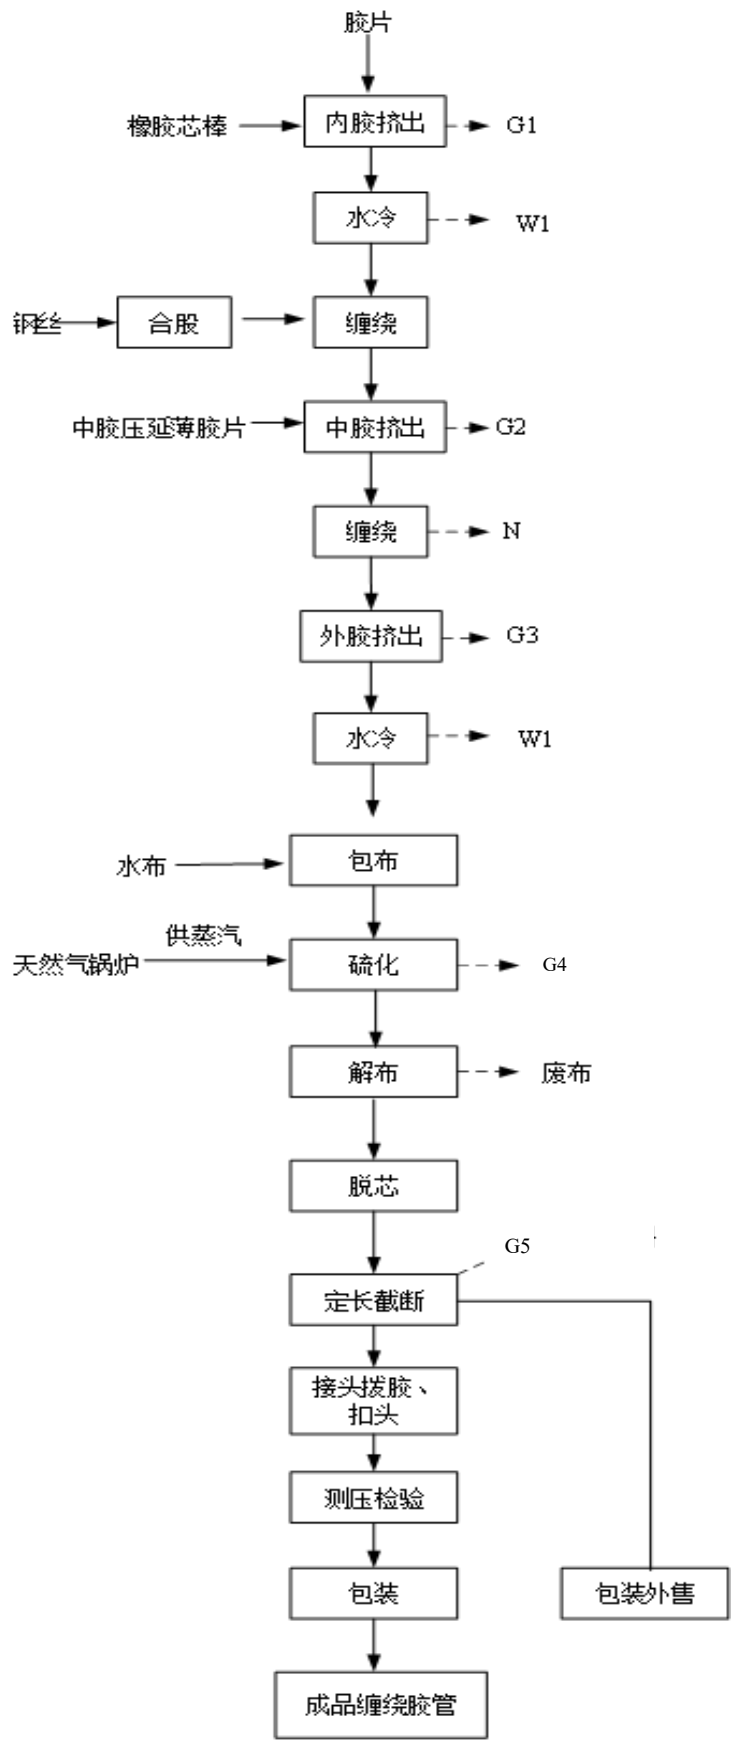 胶片
橡胶芯棒
内胶挤出
G1
水冷
W1
钢丝
合股
缠绕
中胶压延薄胶片
中胶挤出
G2
缠绕
N
外胶挤出
G3
水冷
W1
水布
包布
供蒸汽
天然气锅炉
硫化
G4
解布
废布
脱芯
G5
定长截断
接头拨胶、
扣头
测压检验
包装
包装外售
成品缠绕胶管